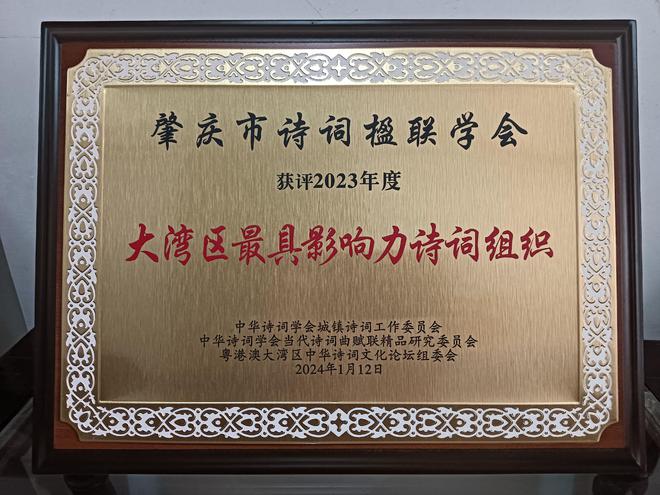 肇庆市诗词楹联学会
获评2023年度
大湾区最具影响力诗词组织
中华诗词学会城镇诗词工作委员会
中华诗词学会当代诗词曲赋联精品研究委员会
粤港澳大湾区中华诗词文化论坛组委会
2024年1月12日